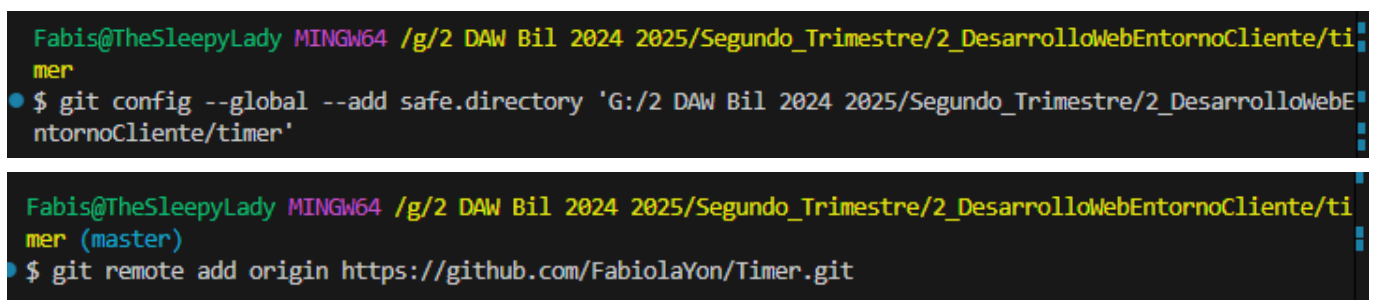 Fabis@TheSleepyLady MINGW64 /g/2 DAW Bil 2024 2025/Segundo_Trimestre/2_DesarrolloWebEntornoCliente/ti
mer
$ git config --global --add safe.directory 'G:/2 DAW Bil 2024 2025/Segundo_Trimestre/2_DesarrolloWebE
ntornoCliente/timer'
Fabis@TheSleepyLady MINGW64 /g/2 DAW Bil 2024 2025/Segundo_Trimestre/2_DesarrolloWebEntornoCliente/ti
mer (master)
$ git remote add origin https://github.com/FabiolaYon/Timer.git